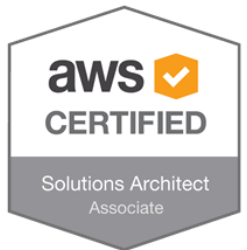 aws
CERTIFIED
Solutions Architect
Associate